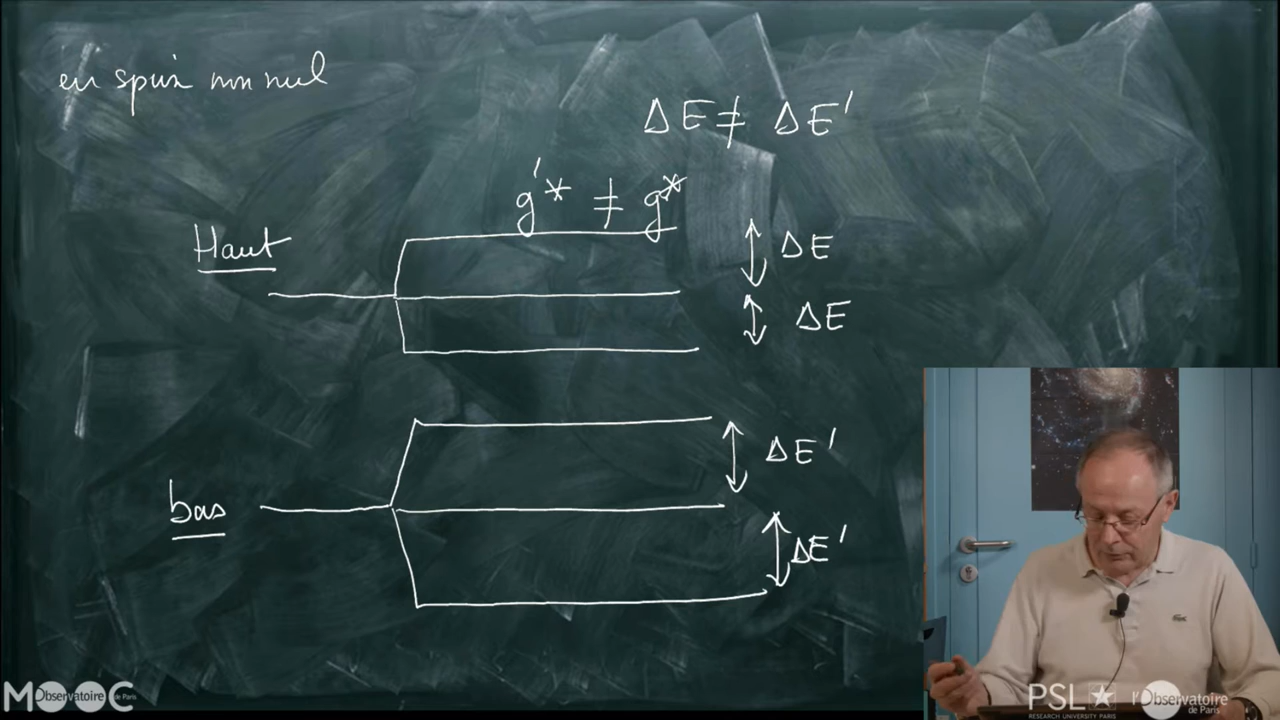 en spin non nul
ΔE ≠ ΔE'
g'* ≠ g*
Haut
ΔE
ΔE
bas
ΔE'
ΔE'
MOOC
l'Observatoire de Paris
PSL★
RESEARCH UNIVERSITY PARIS
l'Observatoire
de Paris